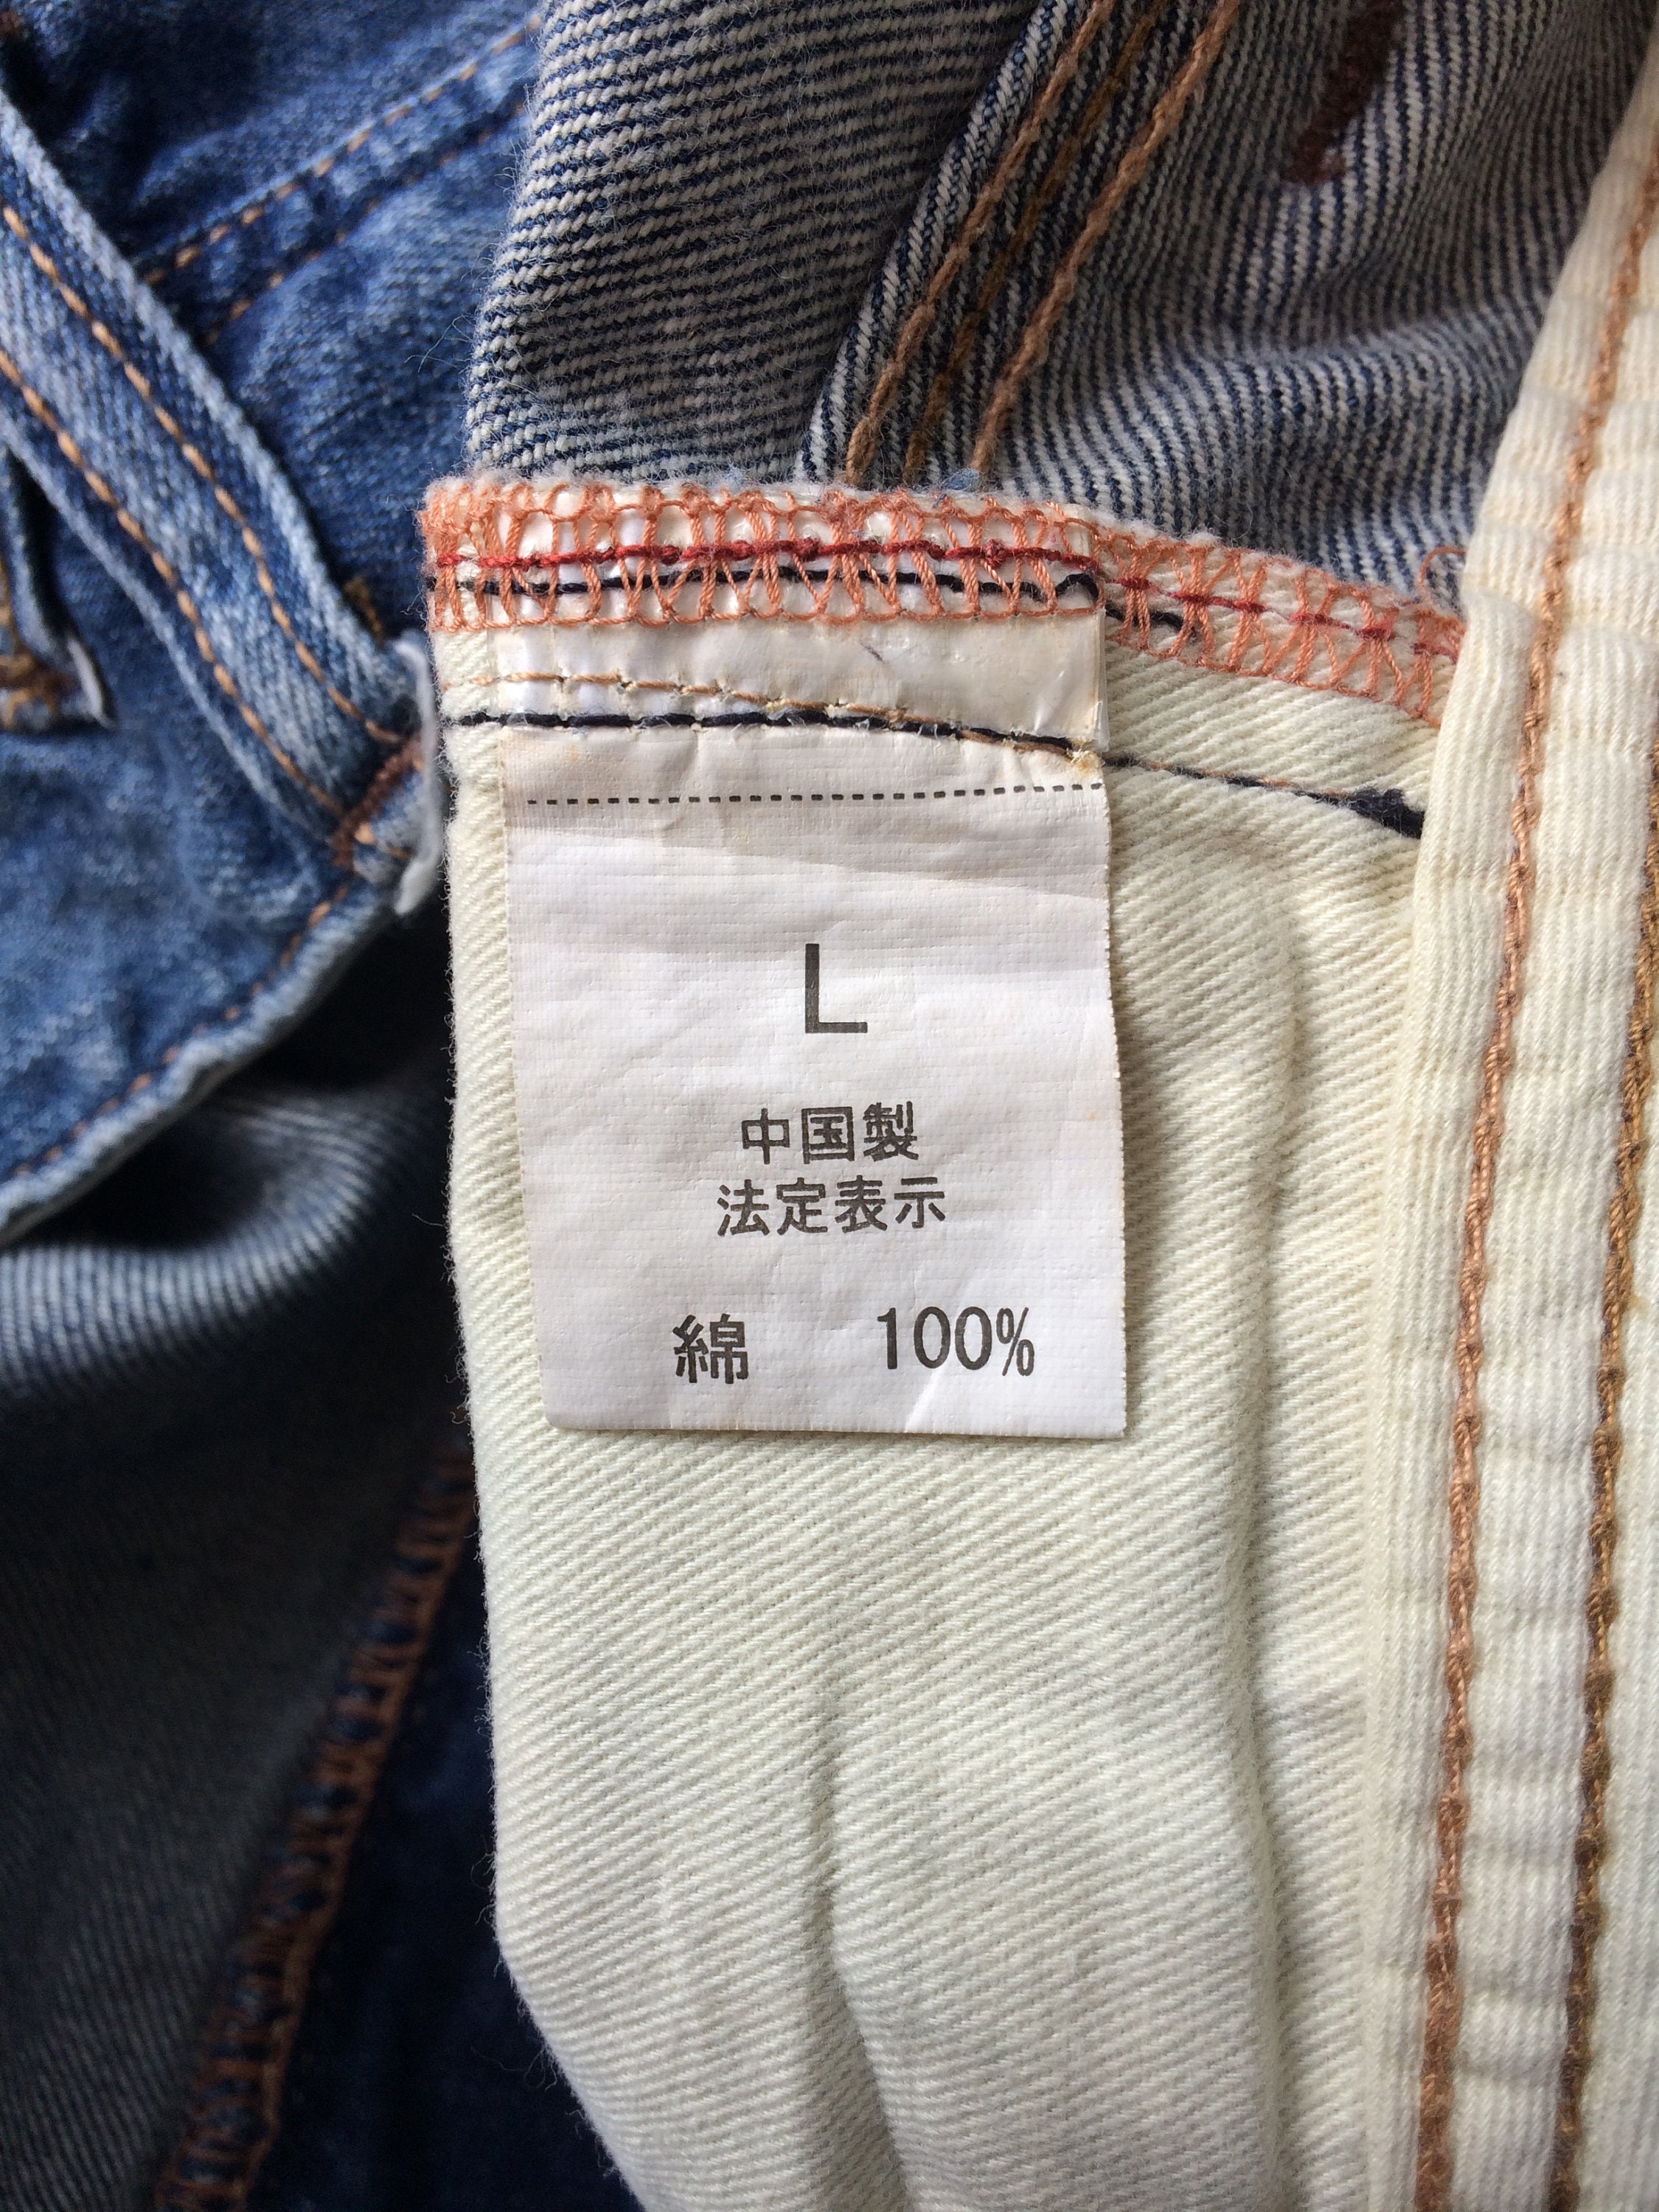 L
中国製
法定表示
綿 100%